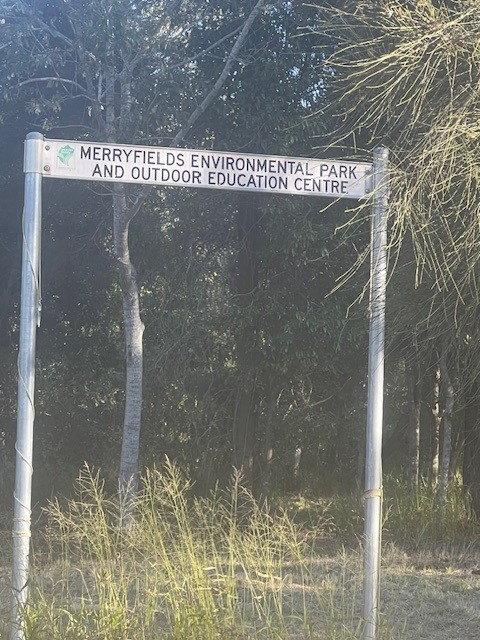 MERRYFIELDS ENVIRONMENTAL PARK
AND OUTDOOR EDUCATION CENTRE